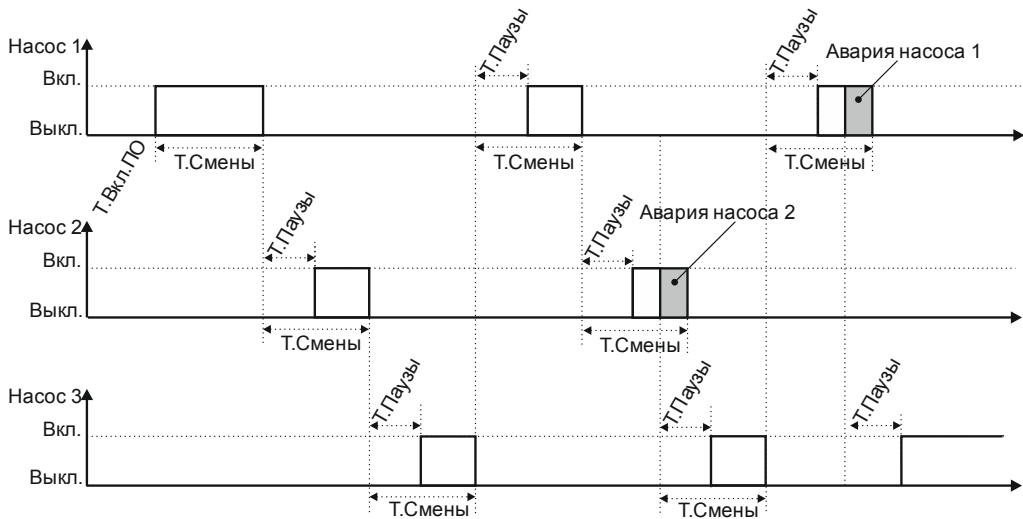 Насос 1
Вкл.
Выкл.
Т.Вкл.ПО
Т.Смены
Т.Паузы
Т.Смены
Т.Паузы
Авария насоса 1
Т.Смены
Насос 2
Вкл.
Выкл.
Т.Паузы
Т.Смены
Т.Паузы
Авария насоса 2
Т.Смены
Насос 3
Вкл.
Выкл.
Т.Паузы
Т.Смены
Т.Паузы
Т.Смены
Т.Паузы